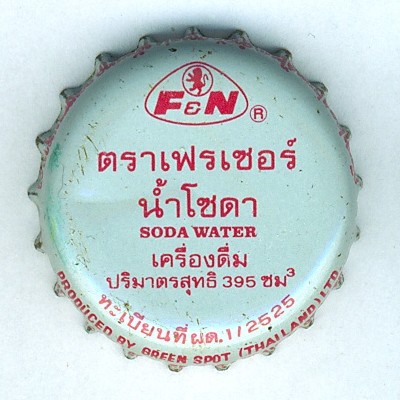 F&N ®
ตราเฟรเซอร์
น้ำโซดา
SODA WATER
เครื่องดื่ม
ปริมาตรสุทธิ 395 ซม³
ทะเบียนที่ ผด.1/2525
PRODUCED BY GREEN SPOT (THAILAND) LTD.